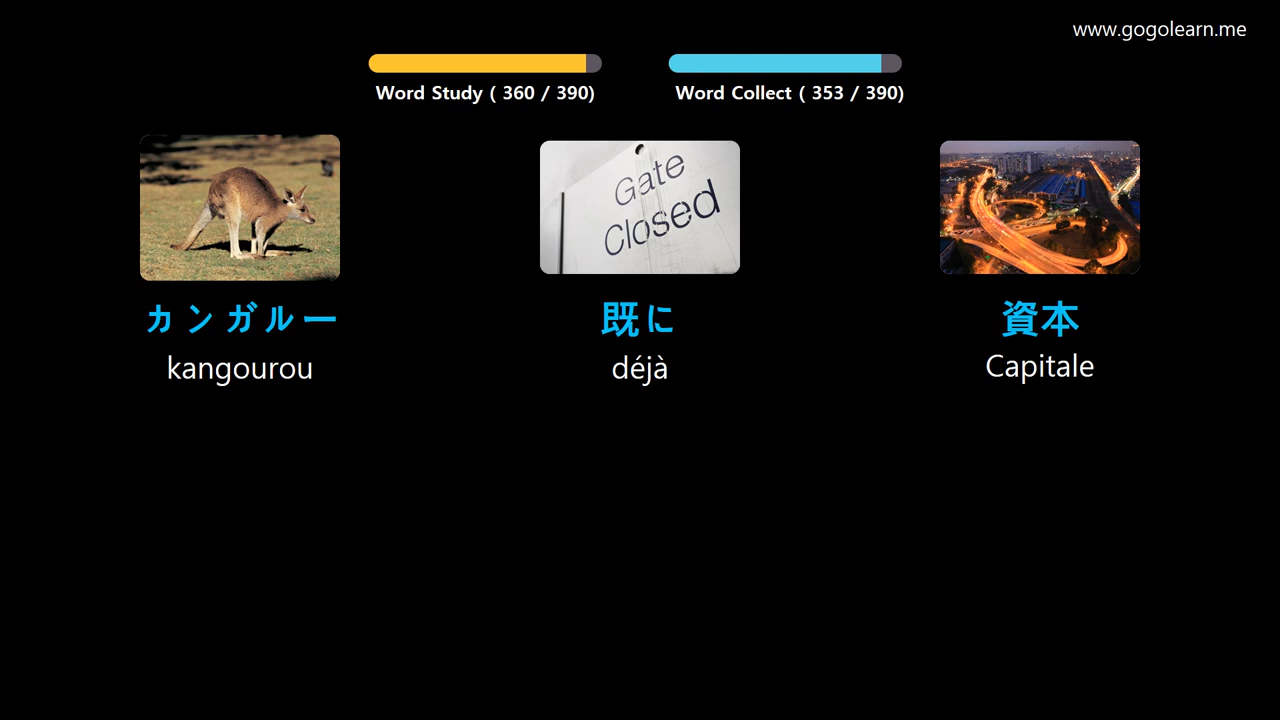 www.gogolearn.me
Word Study ( 360 / 390)
Word Collect ( 353 / 390)
Gate
Closed
カンガルー
既に
資本
kangourou
déjà
Capitale